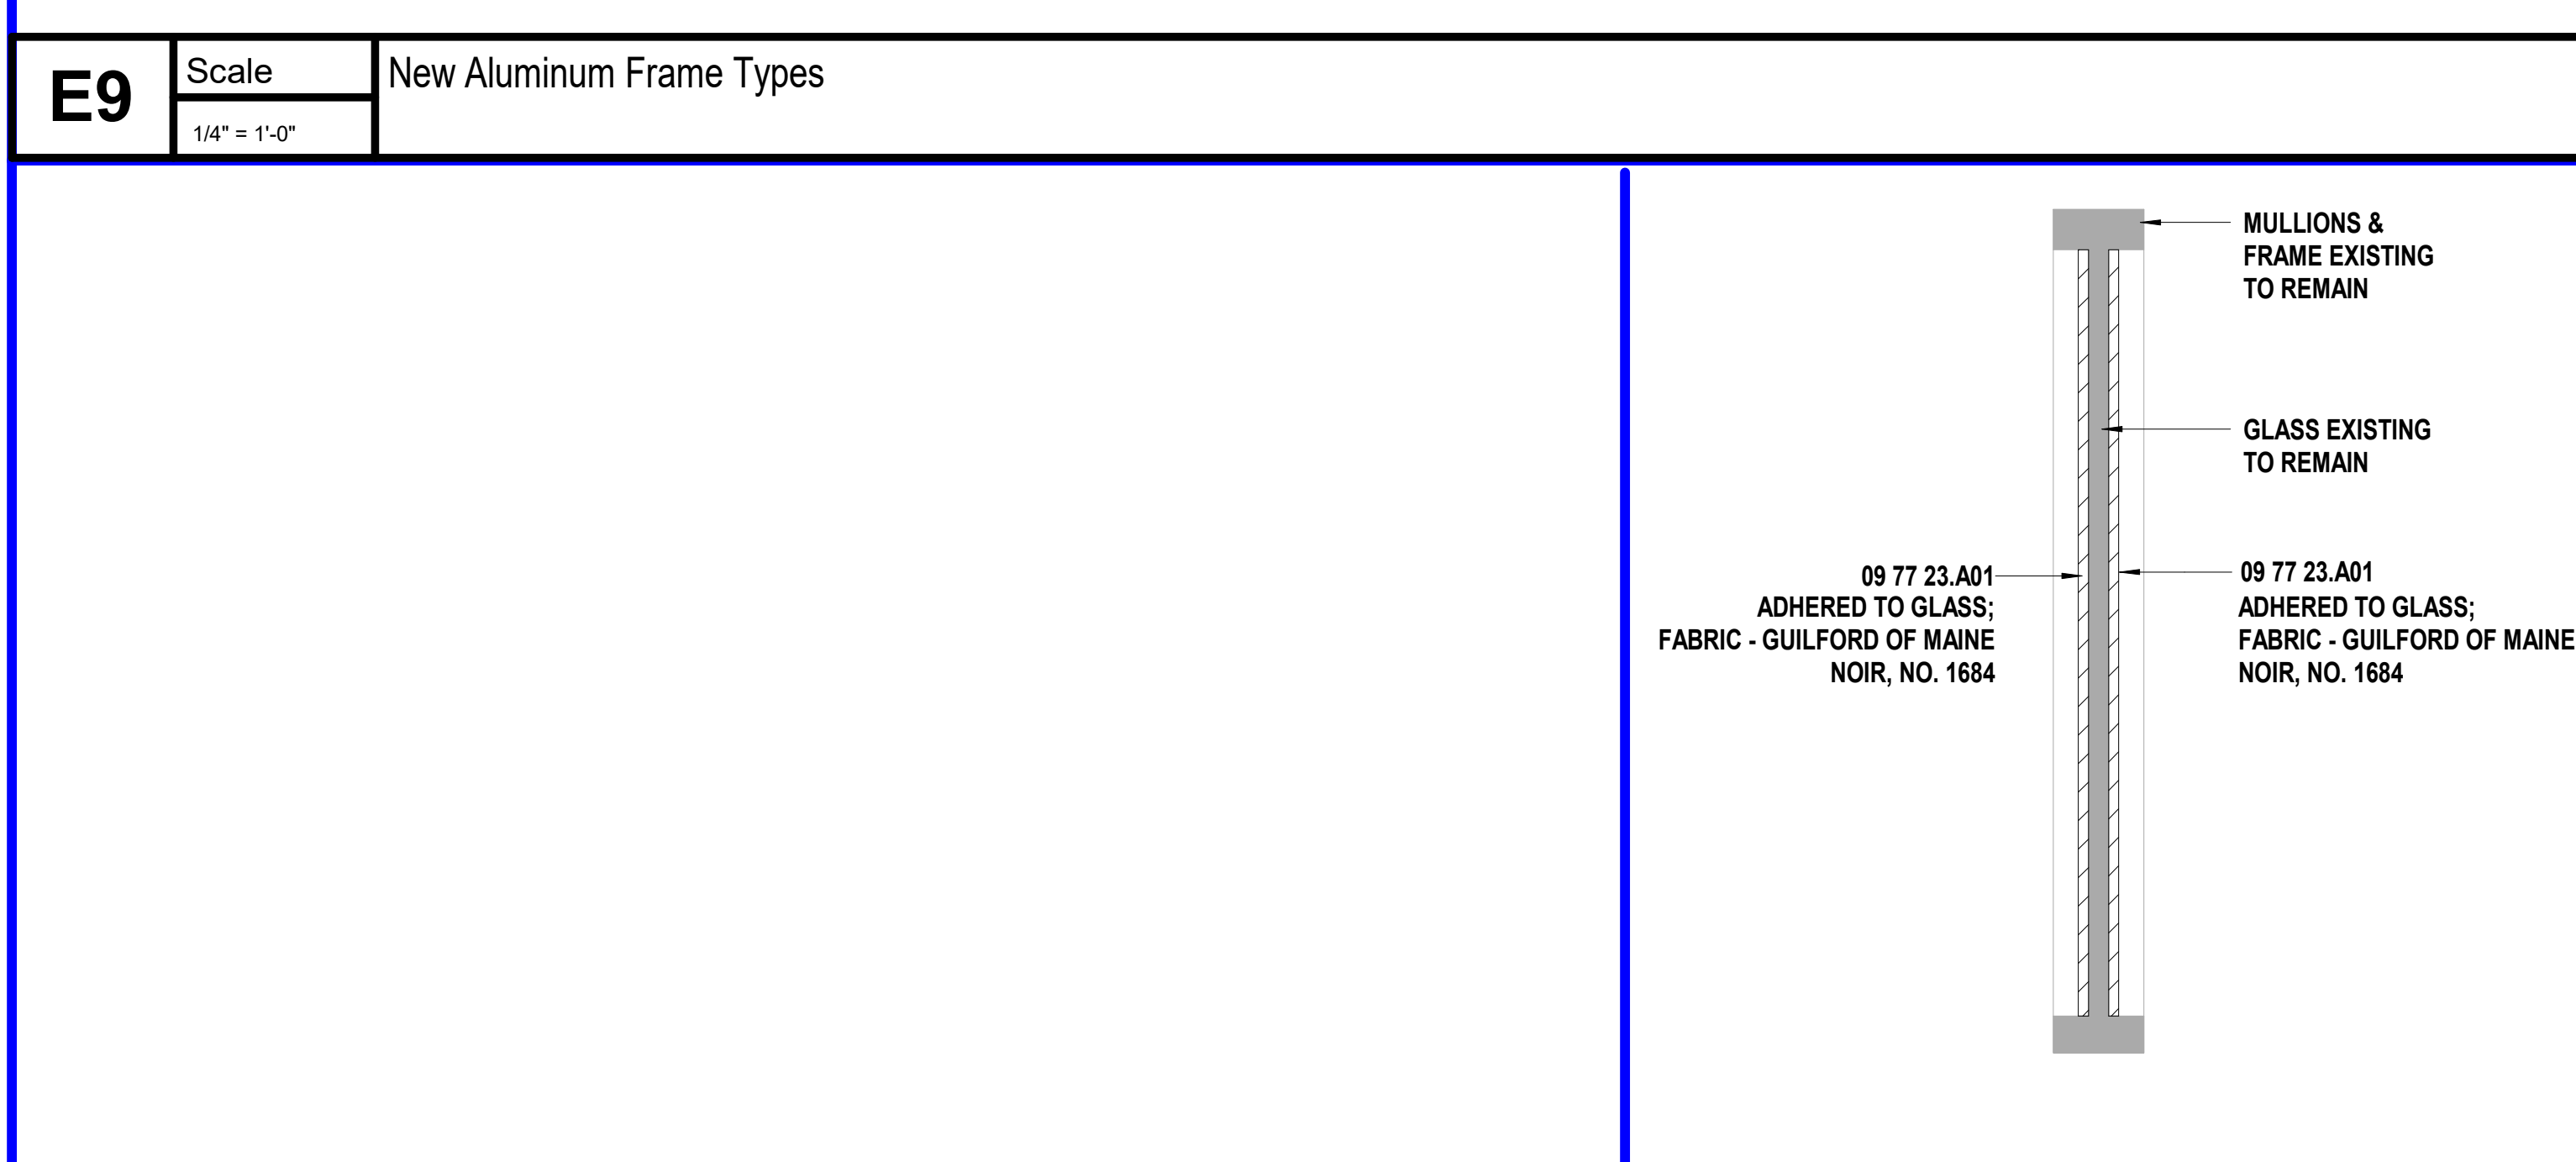 E9
Scale
1/4" = 1'-0"
New Aluminum Frame Types
MULLIONS &
FRAME EXISTING
TO REMAIN
GLASS EXISTING
TO REMAIN
09 77 23.A01
ADHERED TO GLASS;
FABRIC - GUILFORD OF MAINE
NOIR, NO. 1684
09 77 23.A01
ADHERED TO GLASS;
FABRIC - GUILFORD OF MAINE
NOIR, NO. 1684